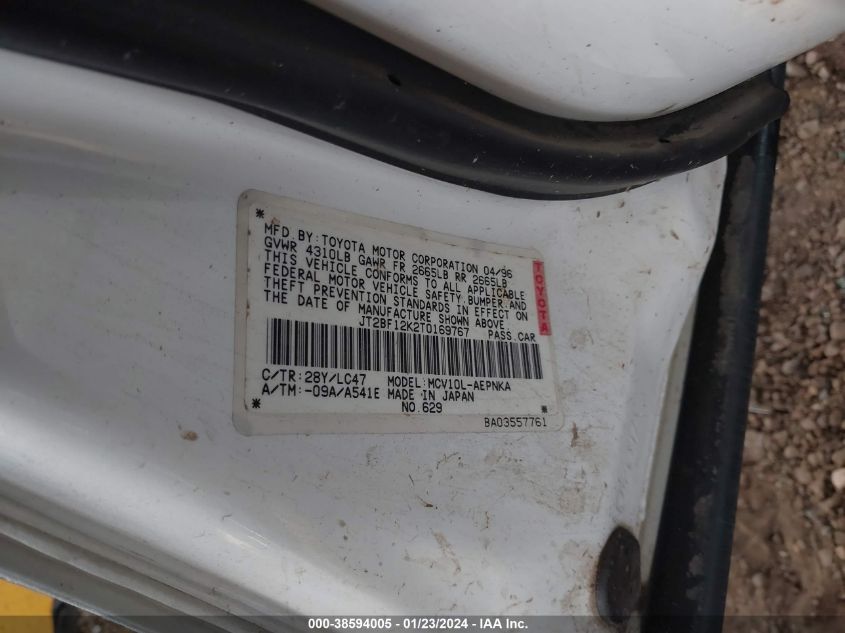 MFD BY: TOYOTA MOTOR CORPORATION 04/96
GVWR 4310LB GAWR FR 2665LB RR 2665LB
THIS VEHICLE CONFORMS TO ALL APPLICABLE
FEDERAL MOTOR VEHICLE SAFETY, BUMPER AND
THEFT PREVENTION STANDARDS IN EFFECT ON
THE DATE OF MANUFACTURE SHOWN ABOVE.
JT2BF12K2T0169767 PASS.CAR
TOYOTA
C/TR: 28Y/LC47 MODEL: MCV10L-AEPNKA
A/TM: -09A/A541E MADE IN JAPAN
NO.629
BA03557761
000-38594005 - 01/23/2024 - IAA Inc.